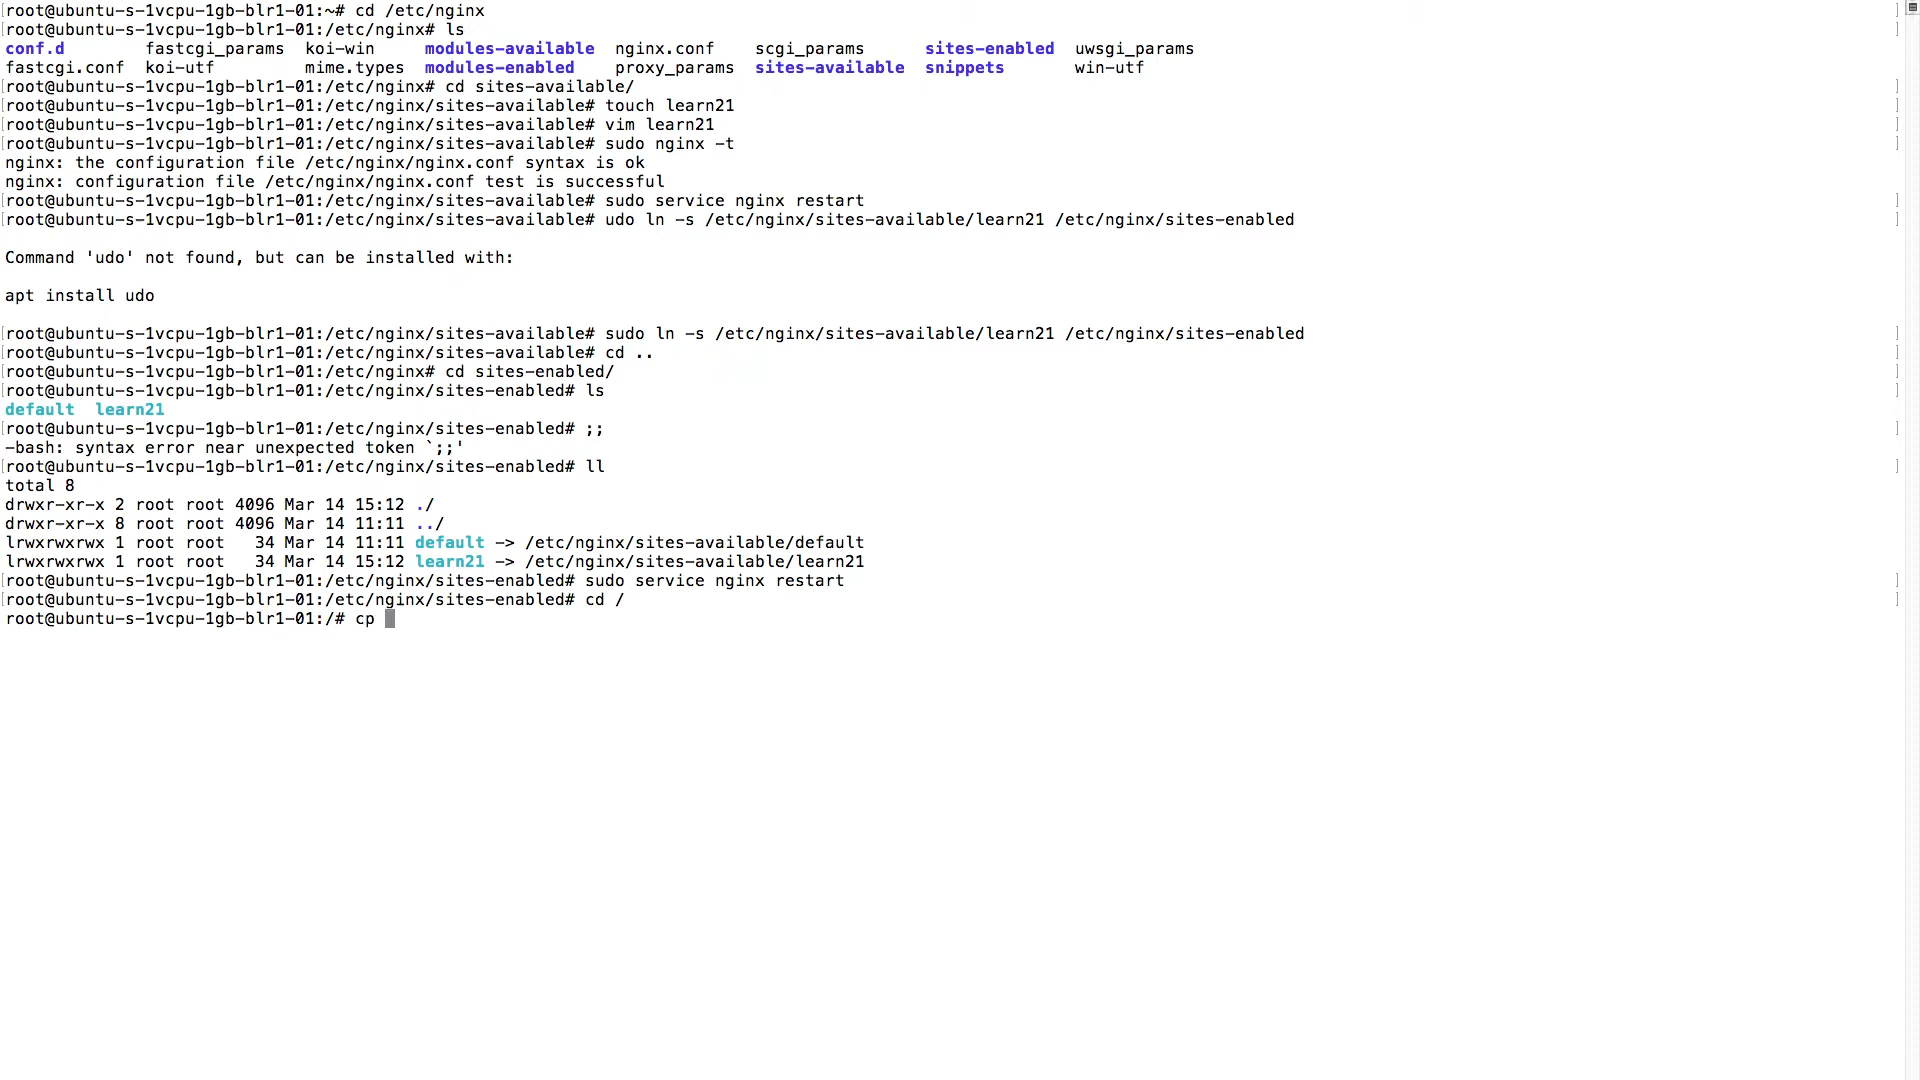 [root@ubuntu-s-1vcpu-1gb-blr1-01:~# cd /etc/nginx ]
[root@ubuntu-s-1vcpu-1gb-blr1-01:/etc/nginx# ls ]
conf.d        fastcgi_params  koi-win     modules-available  nginx.conf    scgi_params      sites-enabled  uwsgi_params
fastcgi.conf  koi-utf         mime.types  modules-enabled    proxy_params  sites-available  snippets       win-utf
[root@ubuntu-s-1vcpu-1gb-blr1-01:/etc/nginx# cd sites-available/ ]
[root@ubuntu-s-1vcpu-1gb-blr1-01:/etc/nginx/sites-available# touch learn21 ]
[root@ubuntu-s-1vcpu-1gb-blr1-01:/etc/nginx/sites-available# vim learn21 ]
[root@ubuntu-s-1vcpu-1gb-blr1-01:/etc/nginx/sites-available# sudo nginx -t ]
nginx: the configuration file /etc/nginx/nginx.conf syntax is ok
nginx: configuration file /etc/nginx/nginx.conf test is successful
[root@ubuntu-s-1vcpu-1gb-blr1-01:/etc/nginx/sites-available# sudo service nginx restart ]
[root@ubuntu-s-1vcpu-1gb-blr1-01:/etc/nginx/sites-available# udo ln -s /etc/nginx/sites-available/learn21 /etc/nginx/sites-enabled ]
Command 'udo' not found, but can be installed with:
apt install udo
[root@ubuntu-s-1vcpu-1gb-blr1-01:/etc/nginx/sites-available# sudo ln -s /etc/nginx/sites-available/learn21 /etc/nginx/sites-enabled ]
[root@ubuntu-s-1vcpu-1gb-blr1-01:/etc/nginx/sites-available# cd .. ]
[root@ubuntu-s-1vcpu-1gb-blr1-01:/etc/nginx# cd sites-enabled/ ]
[root@ubuntu-s-1vcpu-1gb-blr1-01:/etc/nginx/sites-enabled# ls ]
default  learn21
[root@ubuntu-s-1vcpu-1gb-blr1-01:/etc/nginx/sites-enabled# ;; ]
-bash: syntax error near unexpected token `;;'
[root@ubuntu-s-1vcpu-1gb-blr1-01:/etc/nginx/sites-enabled# ll ]
total 8
drwxr-xr-x 2 root root 4096 Mar 14 15:12 ./
drwxr-xr-x 8 root root 4096 Mar 14 11:11 ../
lrwxrwxrwx 1 root root   34 Mar 14 11:11 default -> /etc/nginx/sites-available/default
lrwxrwxrwx 1 root root   34 Mar 14 15:12 learn21 -> /etc/nginx/sites-available/learn21
[root@ubuntu-s-1vcpu-1gb-blr1-01:/etc/nginx/sites-enabled# sudo service nginx restart ]
[root@ubuntu-s-1vcpu-1gb-blr1-01:/etc/nginx/sites-enabled# cd / ]
root@ubuntu-s-1vcpu-1gb-blr1-01:/# cp